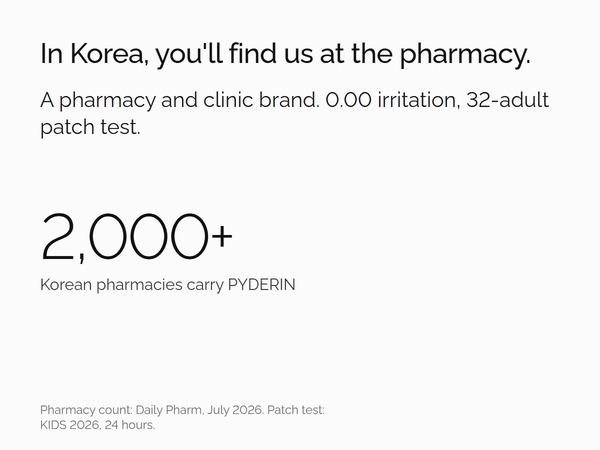 In Korea, you'll find us at the pharmacy.
A pharmacy and clinic brand. 0.00 irritation, 32-adult
patch test.
2,000+
Korean pharmacies carry PYDERIN
Pharmacy count: Daily Pharm, July 2026. Patch test:
KIDS 2026, 24 hours.